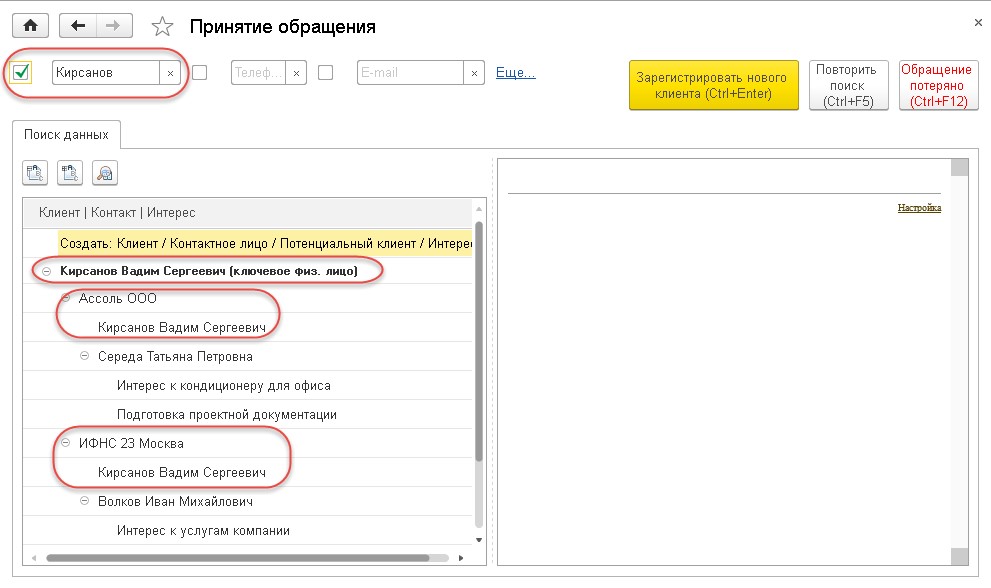 Принятие обращения
Кирсанов
Телеф...
E-mail
Еще...
Зарегистрировать нового
клиента (Ctrl+Enter)
Повторить
поиск
(Ctrl+F5)
Обращение
потеряно
(Ctrl+F12)
Поиск данных
Клиент | Контакт | Интерес
Создать: Клиент / Контактное лицо / Потенциальный клиент / Интерес
Кирсанов Вадим Сергеевич (ключевое физ. лицо)
Ассоль ООО
Кирсанов Вадим Сергеевич
Середа Татьяна Петровна
Интерес к кондиционеру для офиса
Подготовка проектной документации
ИФНС 23 Москва
Кирсанов Вадим Сергеевич
Волков Иван Михайлович
Интерес к услугам компании
Настройка